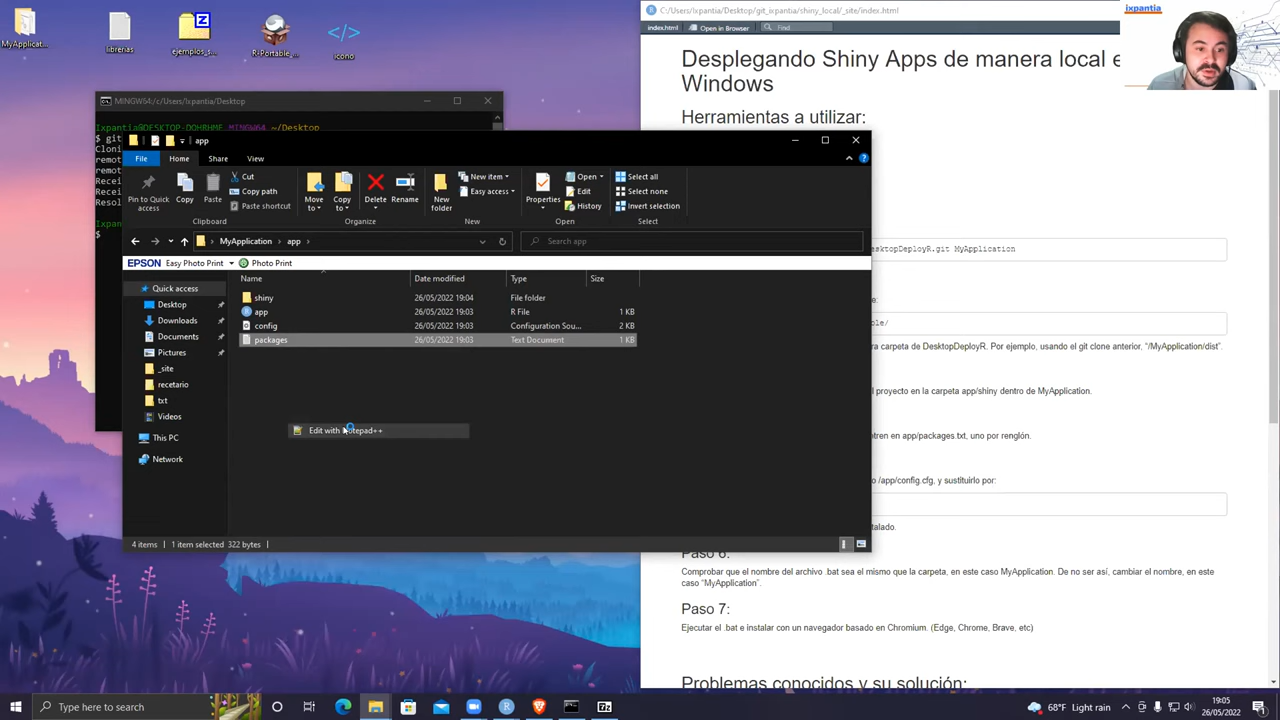 MyApplicat...
librerias
ejemplos_s...
R-Portable...
icono
C:/Users/Ixpantia/Desktop/git_ixpantia/shiny_local/_site/index.html
index.html
Open in Browser
Find
ixpantia
Desplegando Shiny Apps de manera local e
Windows
Herramientas a utilizar:
MINGW64:/c/Users/Ixpantia/Desktop
Ixpantia@DESKTOP-DOHRHME MINGW64 ~/Desktop
$ git
Cloni
remot
remot
Recei
Resol
Ixpan
$
app
File
Home
Share
View
Pin to Quick
access
Copy
Paste
Cut
Copy path
Paste shortcut
Clipboard
Move
to
Copy
to
Delete
Rename
Organize
New
folder
New item
Easy access
New
Properties
Open
Edit
History
Open
Select all
Select none
Invert selection
Select
MyApplication
app
Search app
EPSON
Easy Photo Print
Photo Print
Quick access
Desktop
Downloads
Documents
Pictures
_site
recetario
txt
Videos
This PC
Network
Name
Date modified
Type
Size
shiny
26/05/2022 19:04
File folder
app
26/05/2022 19:03
R File
1 KB
config
26/05/2022 19:03
Configuration Sou...
2 KB
packages
26/05/2022 19:03
Text Document
1 KB
Edit with Notepad++
4 items
1 item selected 322 bytes
esktopDeployR.git MyApplication
e:
ble/
ra carpeta de DesktopDeployR. Por ejemplo, usando el git clone anterior, "/MyApplication/dist".
l proyecto en la carpeta app/shiny dentro de MyApplication.
tren en app/packages.txt, uno por renglón.
o /app/config.cfg, y sustituirlo por:
talado.
Paso 6:
Comprobar que el nombre del archivo .bat sea el mismo que la carpeta, en este caso MyApplication. De no ser así, cambiar el nombre, en este
caso "MyApplication".
Paso 7:
Ejecutar el .bat e instalar con un navegador basado en Chromium. (Edge, Chrome, Brave, etc)
Problemas conocidos y su solución:
Type here to search
68°F Light rain
19:05
26/05/2022